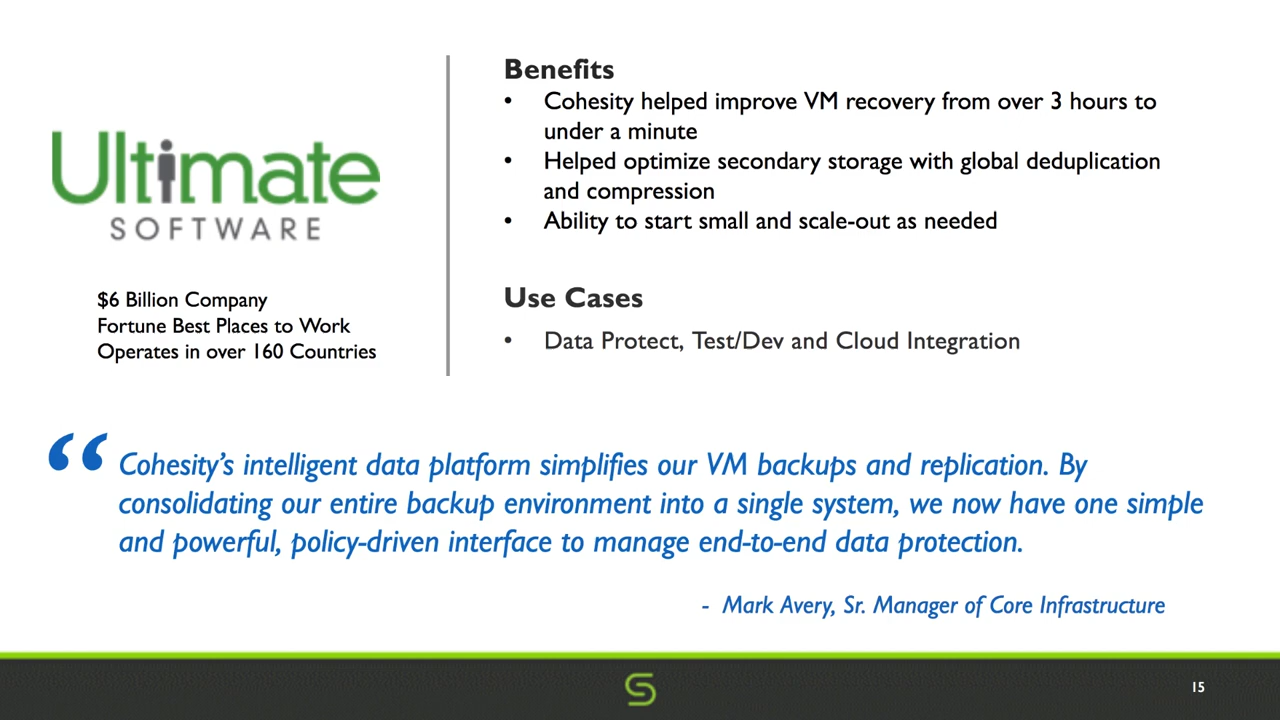 Ultimate
SOFTWARE
$6 Billion Company
Fortune Best Places to Work
Operates in over 160 Countries
Benefits
• Cohesity helped improve VM recovery from over 3 hours to
under a minute
• Helped optimize secondary storage with global deduplication
and compression
• Ability to start small and scale-out as needed
Use Cases
• Data Protect, Test/Dev and Cloud Integration
“ Cohesity’s intelligent data platform simplifies our VM backups and replication. By
consolidating our entire backup environment into a single system, we now have one simple
and powerful, policy-driven interface to manage end-to-end data protection.
- Mark Avery, Sr. Manager of Core Infrastructure
15